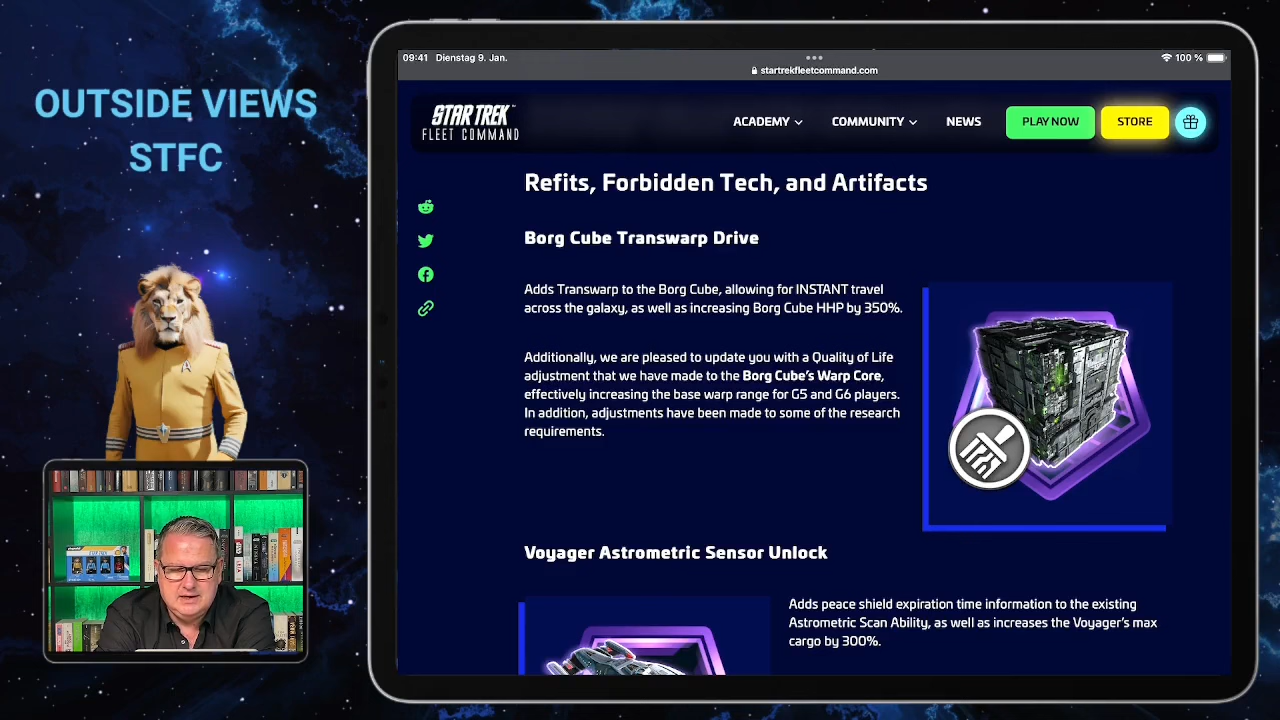 OUTSIDE VIEWS
STFC
09:41 Dienstag 9. Jan.
100 %
startrekfleetcommand.com
STAR TREK
FLEET COMMAND
ACADEMY
COMMUNITY
NEWS
PLAY NOW
STORE
Refits, Forbidden Tech, and Artifacts
Borg Cube Transwarp Drive
Adds Transwarp to the Borg Cube, allowing for INSTANT travel
across the galaxy, as well as increasing Borg Cube HHP by 350%.
Additionally, we are pleased to update you with a Quality of Life
adjustment that we have made to the Borg Cube's Warp Core,
effectively increasing the base warp range for G5 and G6 players.
In addition, adjustments have been made to some of the research
requirements.
Voyager Astrometric Sensor Unlock
Adds peace shield expiration time information to the existing
Astrometric Scan Ability, as well as increases the Voyager's max
cargo by 300%.